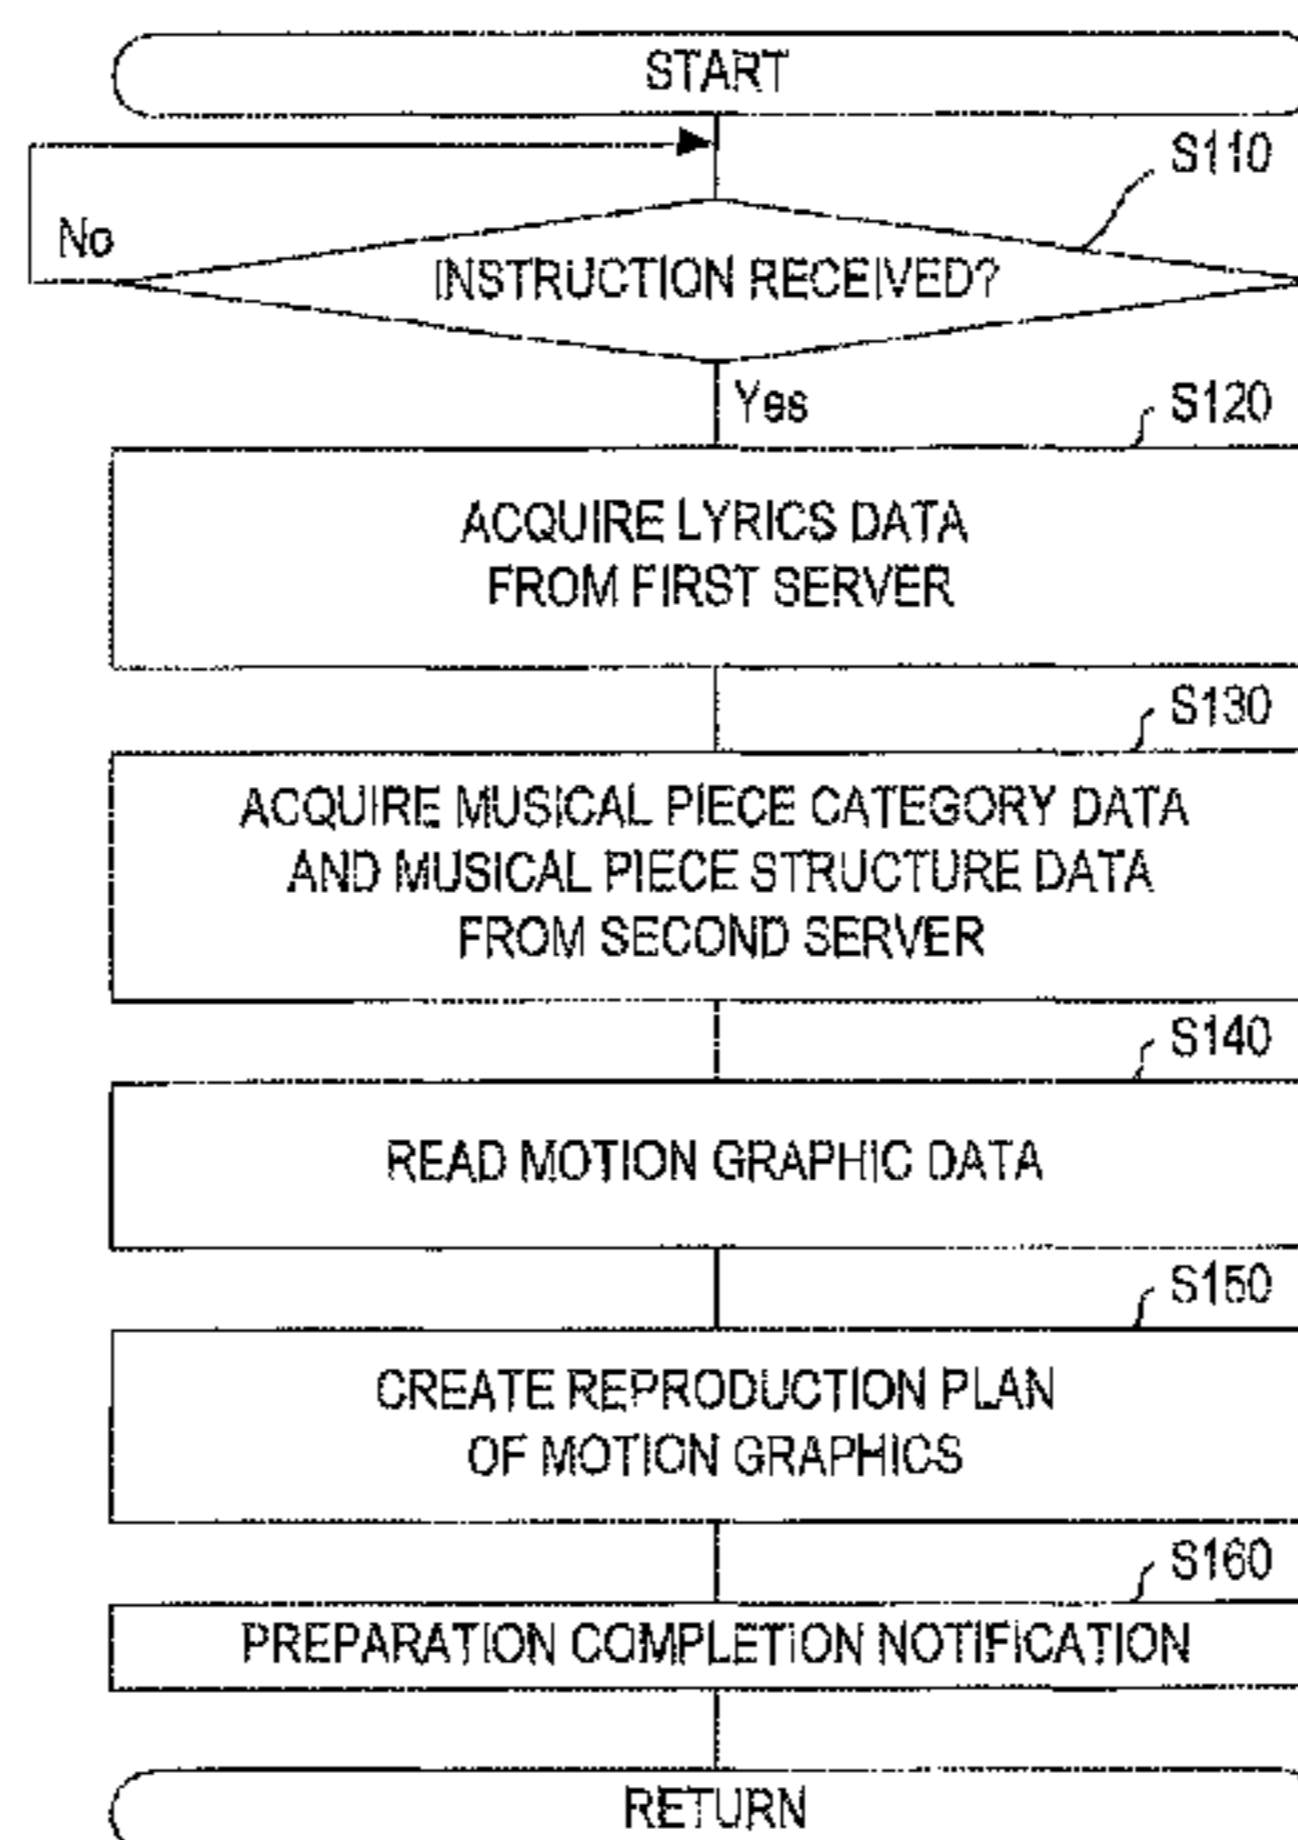 START
S110
No
INSTRUCTION RECEIVED?
Yes
S120
ACQUIRE LYRICS DATA
FROM FIRST SERVER
S130
ACQUIRE MUSICAL PIECE CATEGORY DATA
AND MUSICAL PIECE STRUCTURE DATA
FROM SECOND SERVER
S140
READ MOTION GRAPHIC DATA
S150
CREATE REPRODUCTION PLAN
OF MOTION GRAPHICS
S160
PREPARATION COMPLETION NOTIFICATION
RETURN